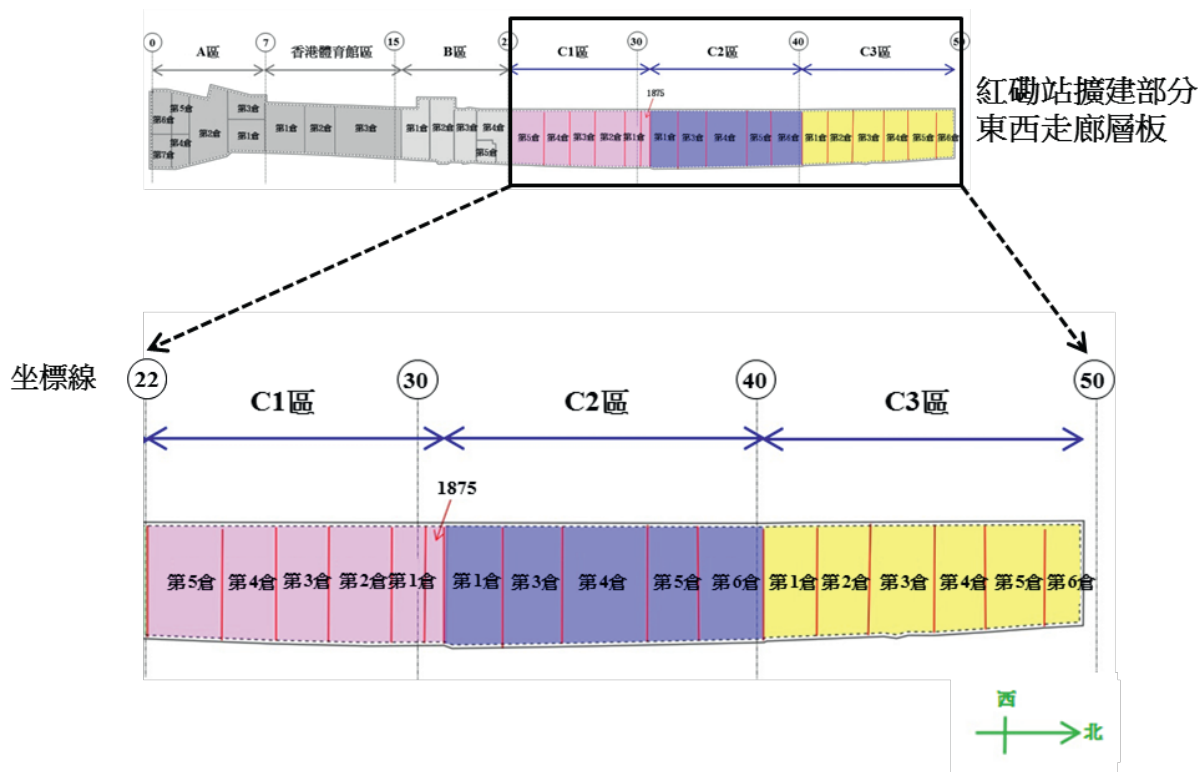 0 7 15 22 30 40 50
A區 香港體育館區 B區 C1區 C2區 C3區
1875
第5倉 第6倉 第4倉 第7倉 第2倉 第3倉 第1倉
第1倉 第2倉 第3倉
第1倉 第2倉 第3倉 第4倉 第5倉
第5倉 第4倉 第3倉 第2倉 第1倉
第1倉 第3倉 第4倉 第5倉 第6倉
第1倉 第2倉 第3倉 第4倉 第5倉 第6倉
紅磡站擴建部分
東西走廊層板
坐標線 22 30 40 50
C1區 C2區 C3區
1875
第5倉 第4倉 第3倉 第2倉 第1倉 第1倉 第3倉 第4倉 第5倉 第6倉 第1倉 第2倉 第3倉 第4倉 第5倉 第6倉
西
北